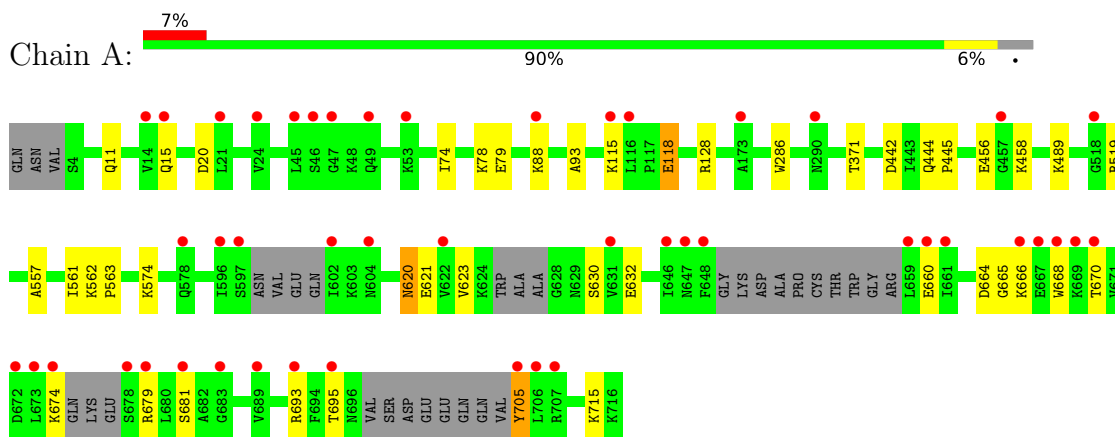 7%
Chain A:
90% 6% •
GLN ASN VAL S4 Q11 V14 Q15 D20 L21 V24 L45 S46 G47 K48 Q49 K53 I74 K78 E79 K88 A93 K115 L116 P117 E118 R128 A173 W286 N290 T371 D442 I443 Q444 P445 E456 G457 K458 K489 G518 R519
A557 I561 K562 P563 K574 Q578 I596 S597 ASN VAL GLU GLN I602 K603 N604 N620 E621 V622 V623 K624 TRP ALA ALA G628 N629 S630 V631 E632 I646 N647 F648 GLY LYS ASP ALA PRO CYS THR TRP GLY ARG L659 E660 I661 D664 G665 K666 E667 W668 K669 T670 V671
D672 L673 K674 GLN LYS GLU S678 R679 L680 S681 A682 G683 V689 R693 F694 T695 N696 VAL SER ASP GLU GLU GLN GLN VAL Y705 L706 R707 K715 K716